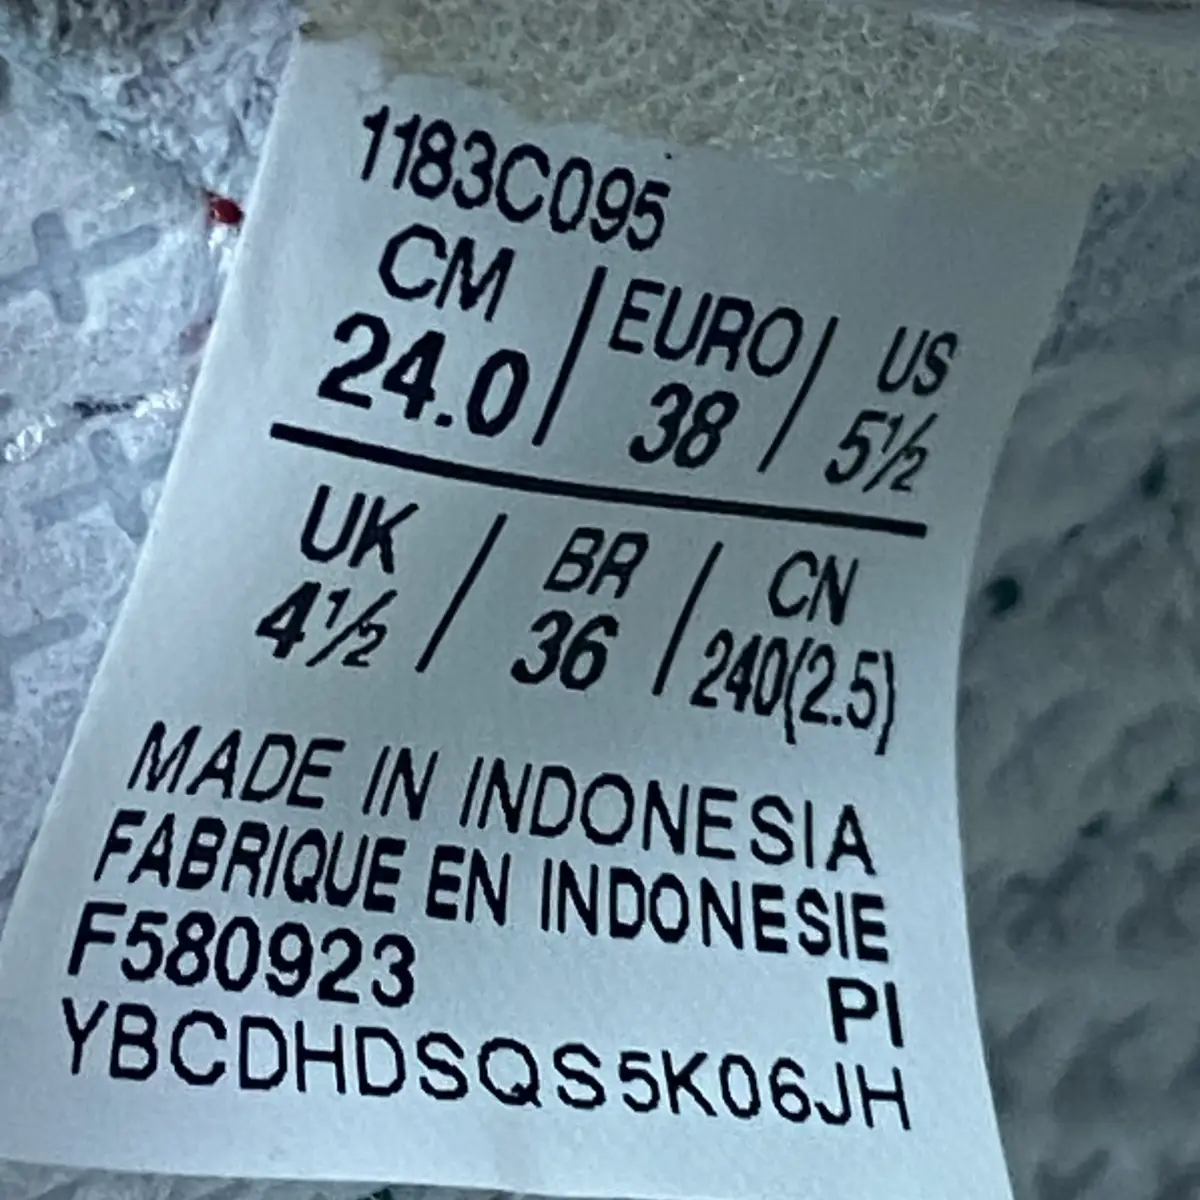 1183C095
CM | EURO | US
24.0 | 38 | 5½
UK / BR / CN
4½ / 36 / 240(2.5)
MADE IN INDONESIA
FABRIQUE EN INDONESIE
F580923 PI
YBCDHDSQS5K06JH